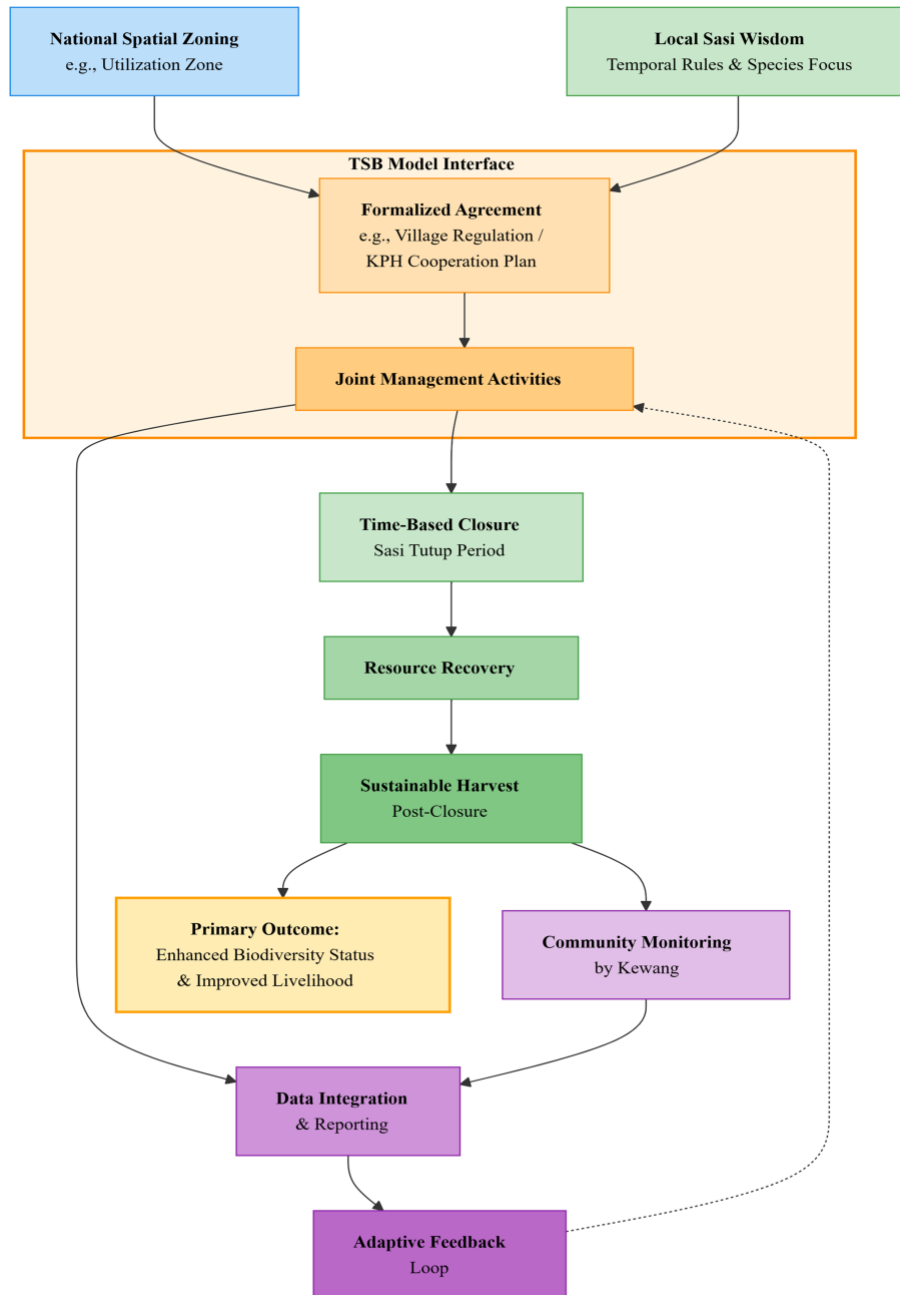 National Spatial Zoning
e.g., Utilization Zone
Local Sasi Wisdom
Temporal Rules & Species Focus
TSB Model Interface
Formalized Agreement
e.g., Village Regulation /
KPH Cooperation Plan
Joint Management Activities
Time-Based Closure
Sasi Tutup Period
Resource Recovery
Sustainable Harvest
Post-Closure
Primary Outcome:
Enhanced Biodiversity Status
& Improved Livelihood
Community Monitoring
by Kewang
Data Integration
& Reporting
Adaptive Feedback
Loop